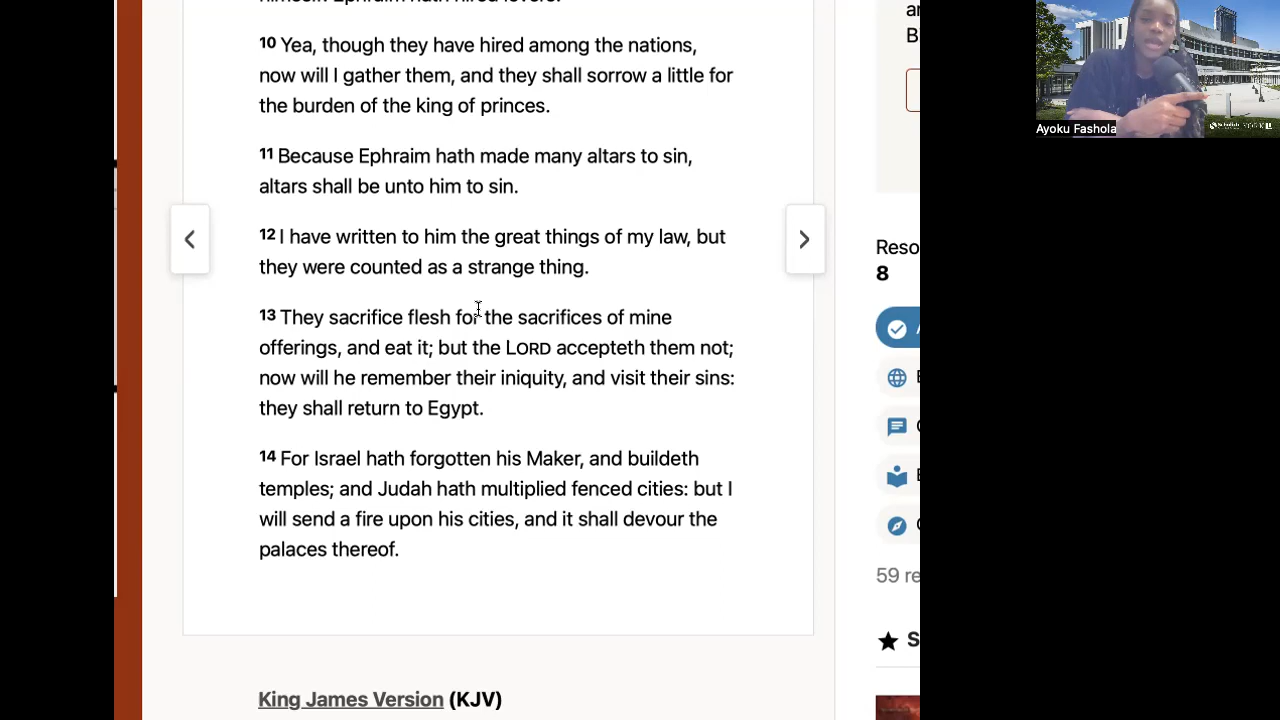 10 Yea, though they have hired among the nations,
now will I gather them, and they shall sorrow a little for
the burden of the king of princes.
11 Because Ephraim hath made many altars to sin,
altars shall be unto him to sin.
12 I have written to him the great things of my law, but
they were counted as a strange thing.
13 They sacrifice flesh for the sacrifices of mine
offerings, and eat it; but the LORD accepteth them not;
now will he remember their iniquity, and visit their sins:
they shall return to Egypt.
14 For Israel hath forgotten his Maker, and buildeth
temples; and Judah hath multiplied fenced cities: but I
will send a fire upon his cities, and it shall devour the
palaces thereof.
King James Version (KJV)
Reso
8
59 re
S
Ayoku Fashola